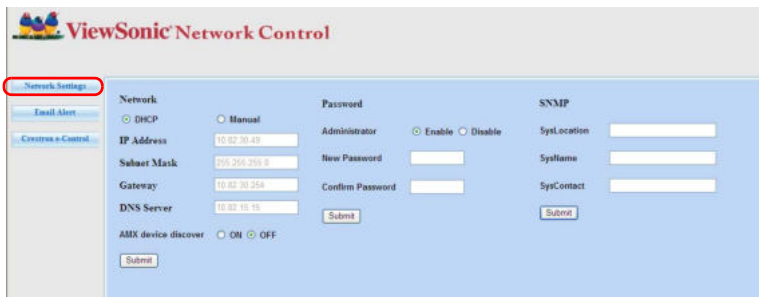 ViewSonic® Network Control
Network Settings
Email Alert
Crestron e-Control
Network
DHCP Manual
IP Address 10.82.30.49
Subnet Mask 255.255.255.0
Gateway 10.82.30.254
DNS Server 10.82.15.15
AMX device discover ON OFF
Submit
Password
Administrator Enable Disable
New Password
Confirm Password
Submit
SNMP
SysLocation
SysName
SysContact
Submit